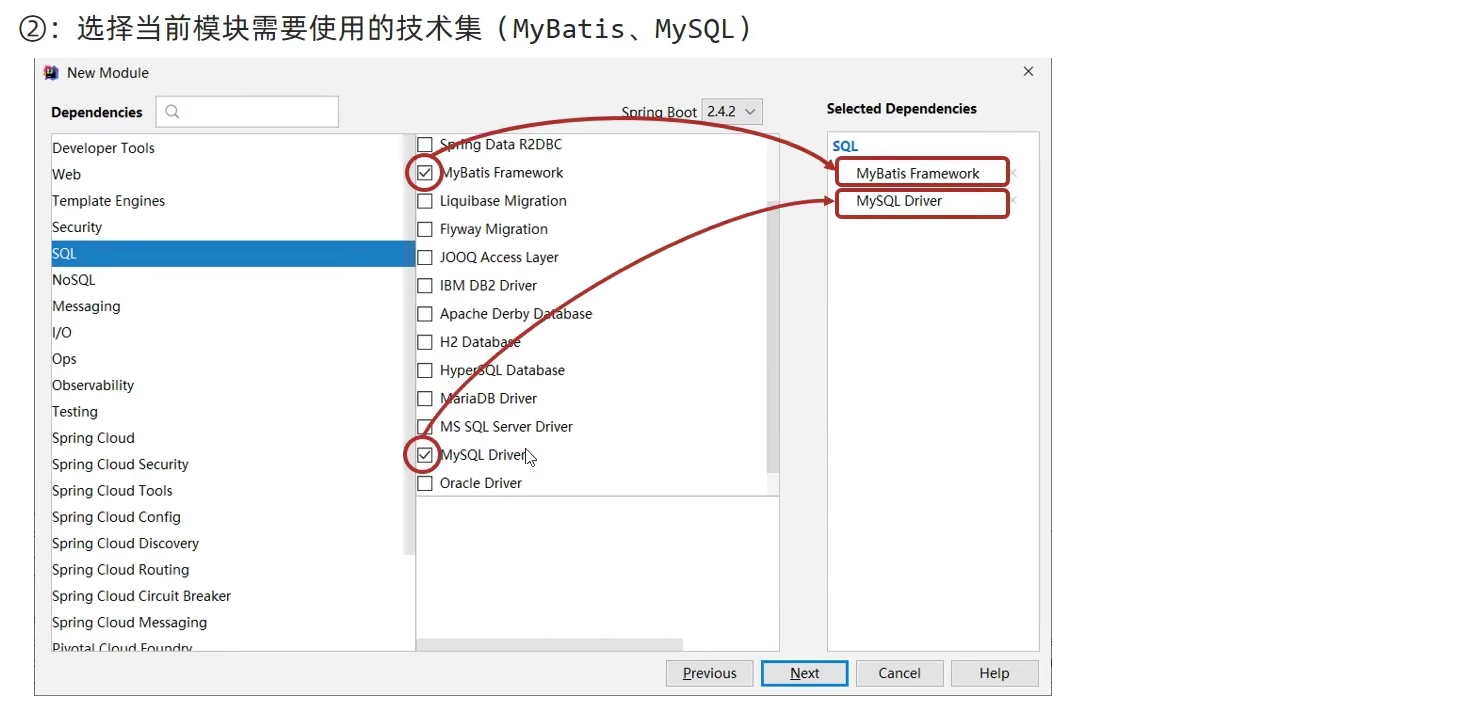 ②：选择当前模块需要使用的技术集（MyBatis、MySQL）
New Module
Dependencies
Spring Boot 2.4.2
Selected Dependencies
Developer Tools
Web
Template Engines
Security
SQL
NoSQL
Messaging
I/O
Ops
Observability
Testing
Spring Cloud
Spring Cloud Security
Spring Cloud Tools
Spring Cloud Config
Spring Cloud Discovery
Spring Cloud Routing
Spring Cloud Circuit Breaker
Spring Cloud Messaging
Pivotal Cloud Foundry
Spring Data R2DBC
MyBatis Framework
Liquibase Migration
Flyway Migration
JOOQ Access Layer
IBM DB2 Driver
Apache Derby Database
H2 Database
HyperSQL Database
MariaDB Driver
MS SQL Server Driver
MySQL Driver
Oracle Driver
SQL
MyBatis Framework
MySQL Driver
Previous
Next
Cancel
Help